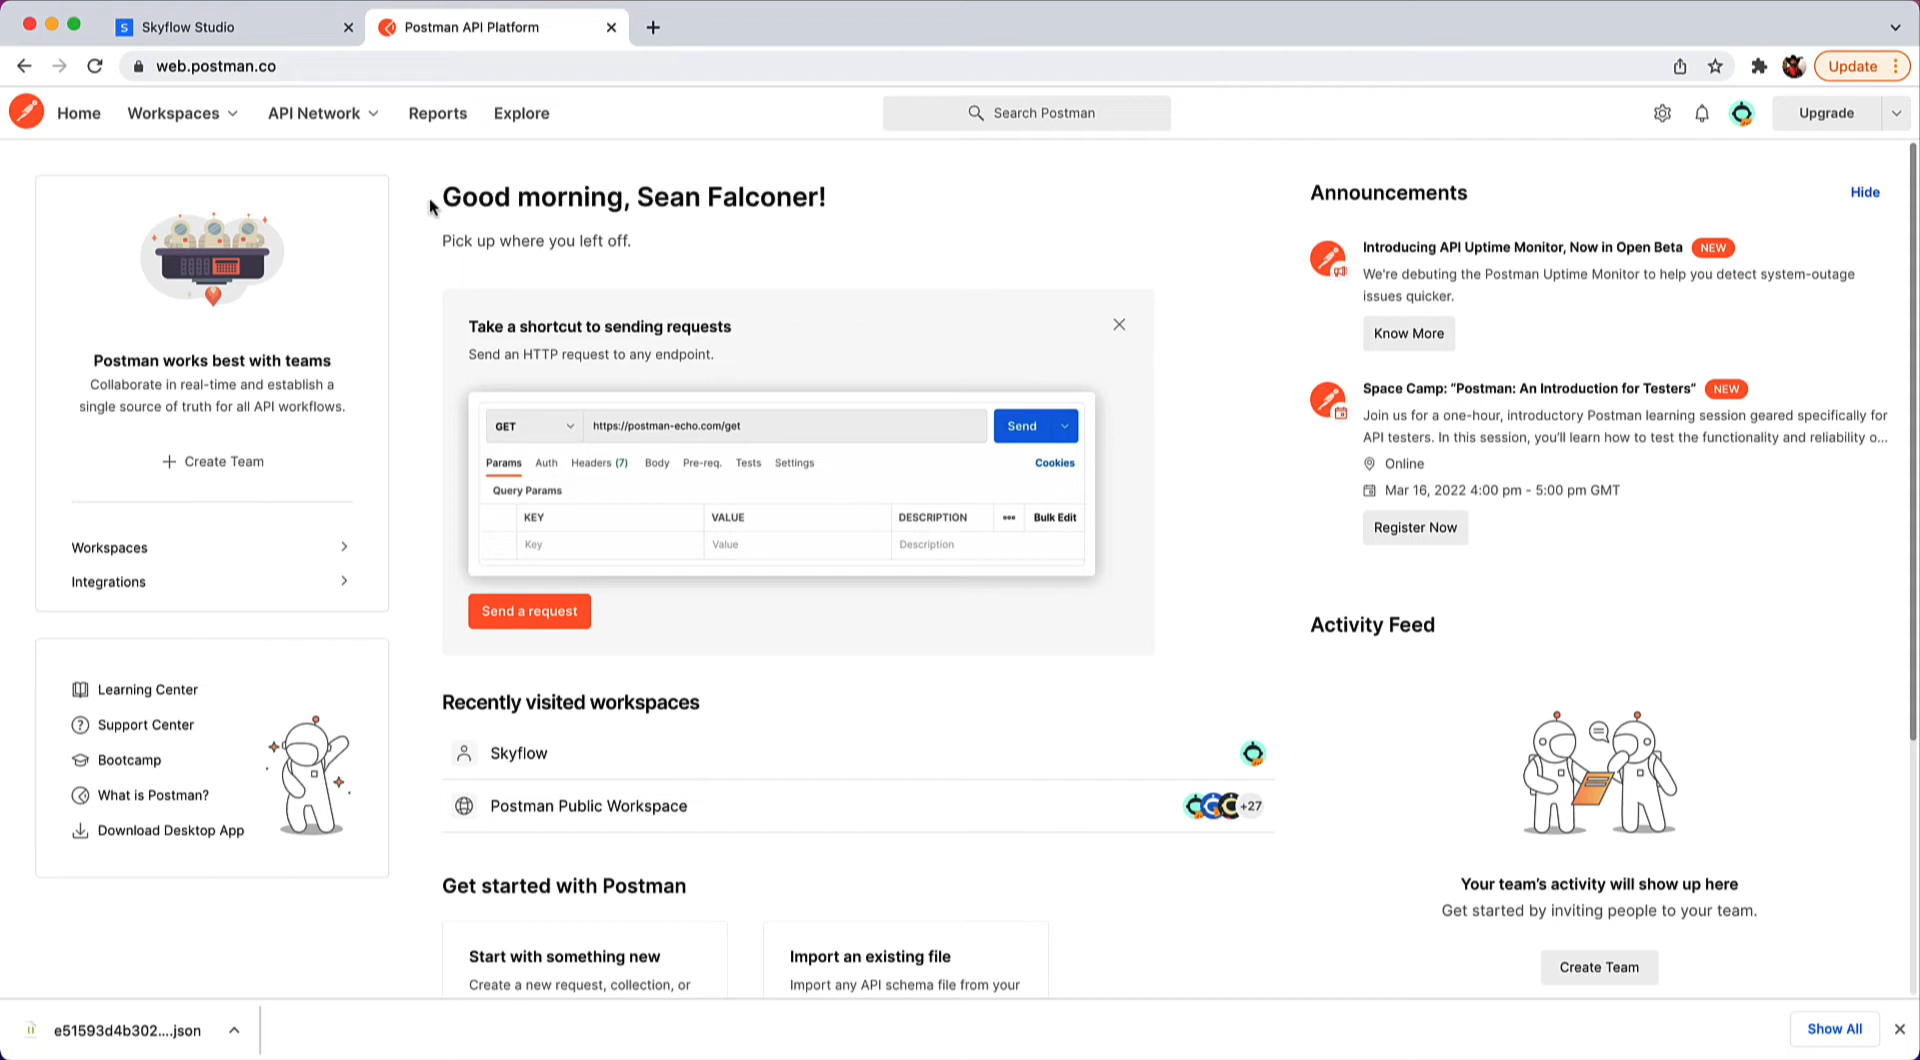 Skyflow Studio
Postman API Platform
web.postman.co
Update
Home
Workspaces
API Network
Reports
Explore
Search Postman
Upgrade
Postman works best with teams
Collaborate in real-time and establish a
single source of truth for all API workflows.
Create Team
Workspaces
Integrations
Learning Center
Support Center
Bootcamp
What is Postman?
Download Desktop App
Good morning, Sean Falconer!
Pick up where you left off.
Take a shortcut to sending requests
Send an HTTP request to any endpoint.
GET
https://postman-echo.com/get
Send
Params Auth Headers (7) Body Pre-req. Tests Settings Cookies
Query Params
KEY VALUE DESCRIPTION ••• Bulk Edit
Key Value Description
Send a request
Recently visited workspaces
Skyflow
Postman Public Workspace
+27
Get started with Postman
Start with something new
Create a new request, collection, or
Import an existing file
Import any API schema file from your
Announcements
Hide
Introducing API Uptime Monitor, Now in Open Beta NEW
We're debuting the Postman Uptime Monitor to help you detect system-outage
issues quicker.
Know More
Space Camp: “Postman: An Introduction for Testers” NEW
Join us for a one-hour, introductory Postman learning session geared specifically for
API testers. In this session, you’ll learn how to test the functionality and reliability o...
Online
Mar 16, 2022 4:00 pm - 5:00 pm GMT
Register Now
Activity Feed
Your team’s activity will show up here
Get started by inviting people to your team.
Create Team
e51593d4b302....json
Show All